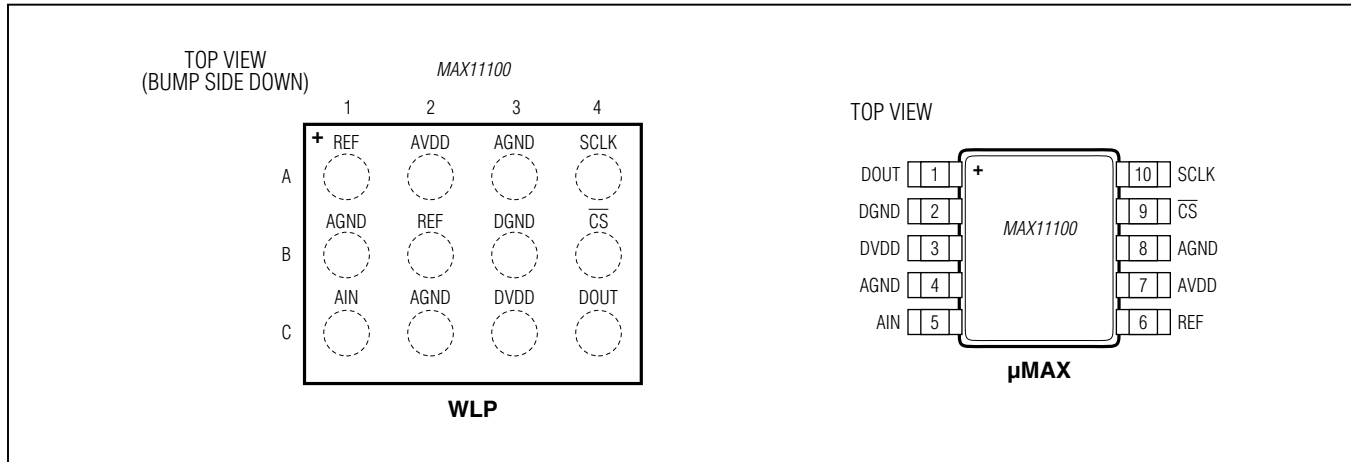 TOP VIEW
(BUMP SIDE DOWN)
MAX11100
1 2 3 4
+ REF AVDD AGND SCLK
A
AGND REF DGND C̅S̅
B
AIN AGND DVDD DOUT
C
WLP
TOP VIEW
DOUT 1 + 10 SCLK
DGND 2 9 C̅S̅
MAX11100
DVDD 3 8 AGND
AGND 4 7 AVDD
AIN 5 6 REF
µMAX